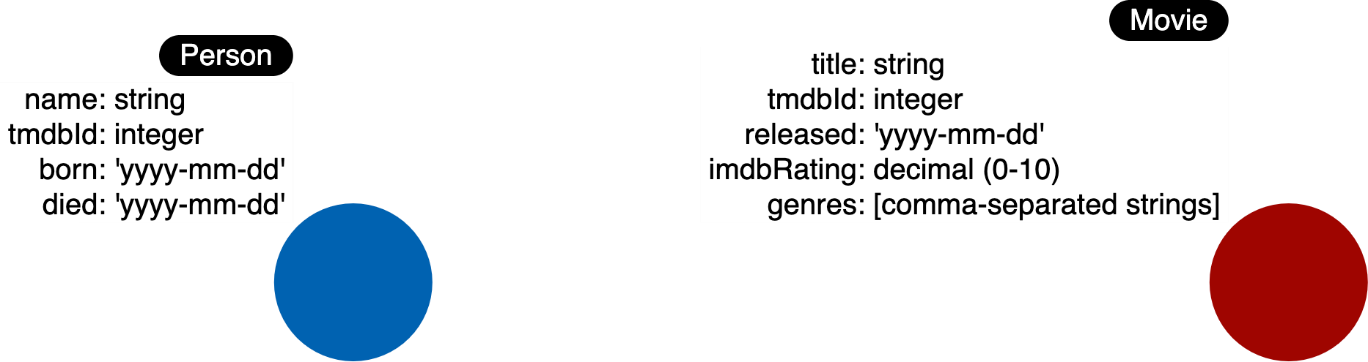 Person
name: string
tmdbId: integer
born: 'yyyy-mm-dd'
died: 'yyyy-mm-dd'
Movie
title: string
tmdbId: integer
released: 'yyyy-mm-dd'
imdbRating: decimal (0-10)
genres: [comma-separated strings]